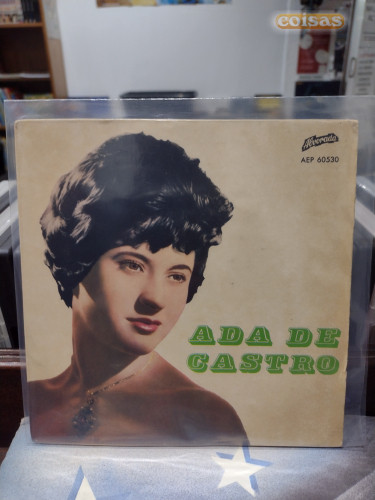 coisas
Alvorada
AEP 60530
ADA DE
CASTRO